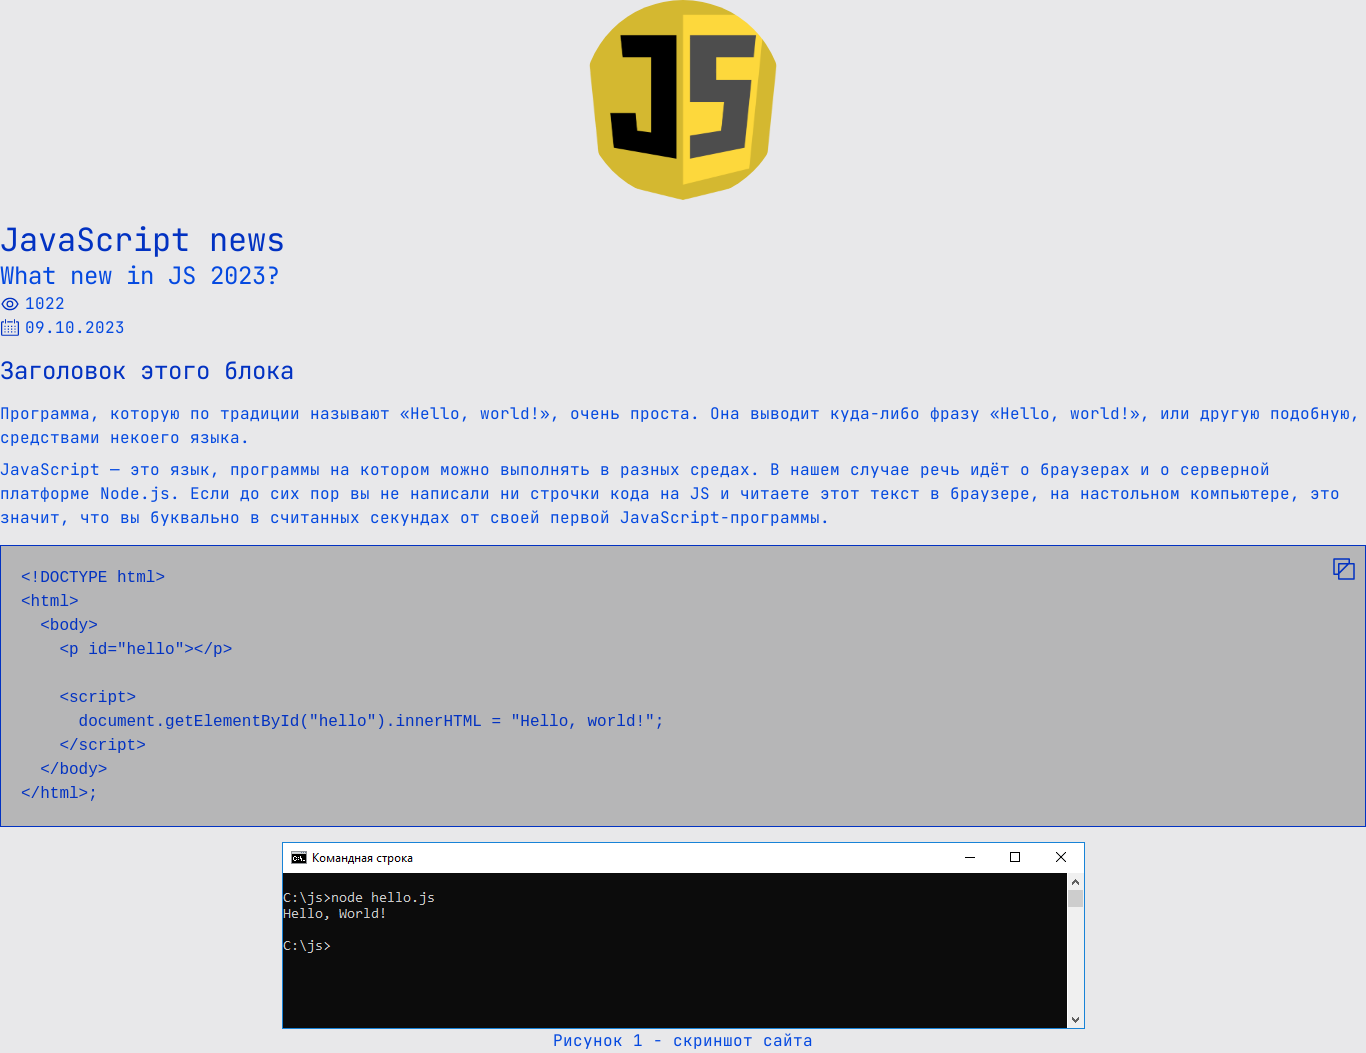 JS
JavaScript news
What new in JS 2023?
1022
09.10.2023
Заголовок этого блока
Программа, которую по традиции называют «Hello, world!», очень проста. Она выводит куда-либо фразу «Hello, world!», или другую подобную,
средствами некоего языка.
JavaScript — это язык, программы на котором можно выполнять в разных средах. В нашем случае речь идёт о браузерах и о серверной
платформе Node.js. Если до сих пор вы не написали ни строчки кода на JS и читаете этот текст в браузере, на настольном компьютере, это
значит, что вы буквально в считанных секундах от своей первой JavaScript-программы.
<!DOCTYPE html>
<html>
  <body>
    <p id="hello"></p>
    <script>
      document.getElementById("hello").innerHTML = "Hello, world!";
    </script>
  </body>
</html>;
C:\. Командная строка
C:\js>node hello.js
Hello, World!
C:\js>
Рисунок 1 - скриншот сайта